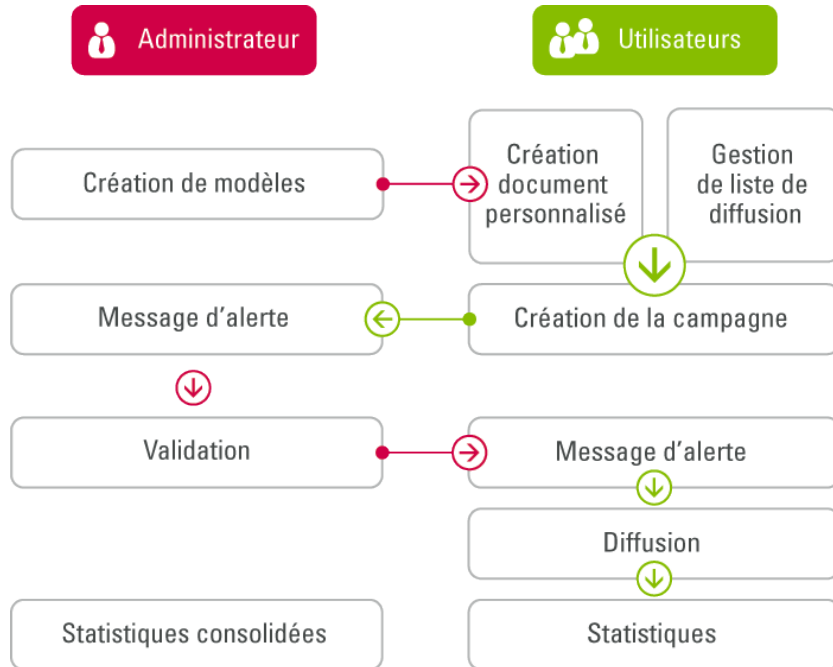 Administrateur
Utilisateurs
Création de modèles
Création
document
personnalisé
Gestion
de liste de
diffusion
Message d’alerte
Création de la campagne
Validation
Message d’alerte
Diffusion
Statistiques consolidées
Statistiques